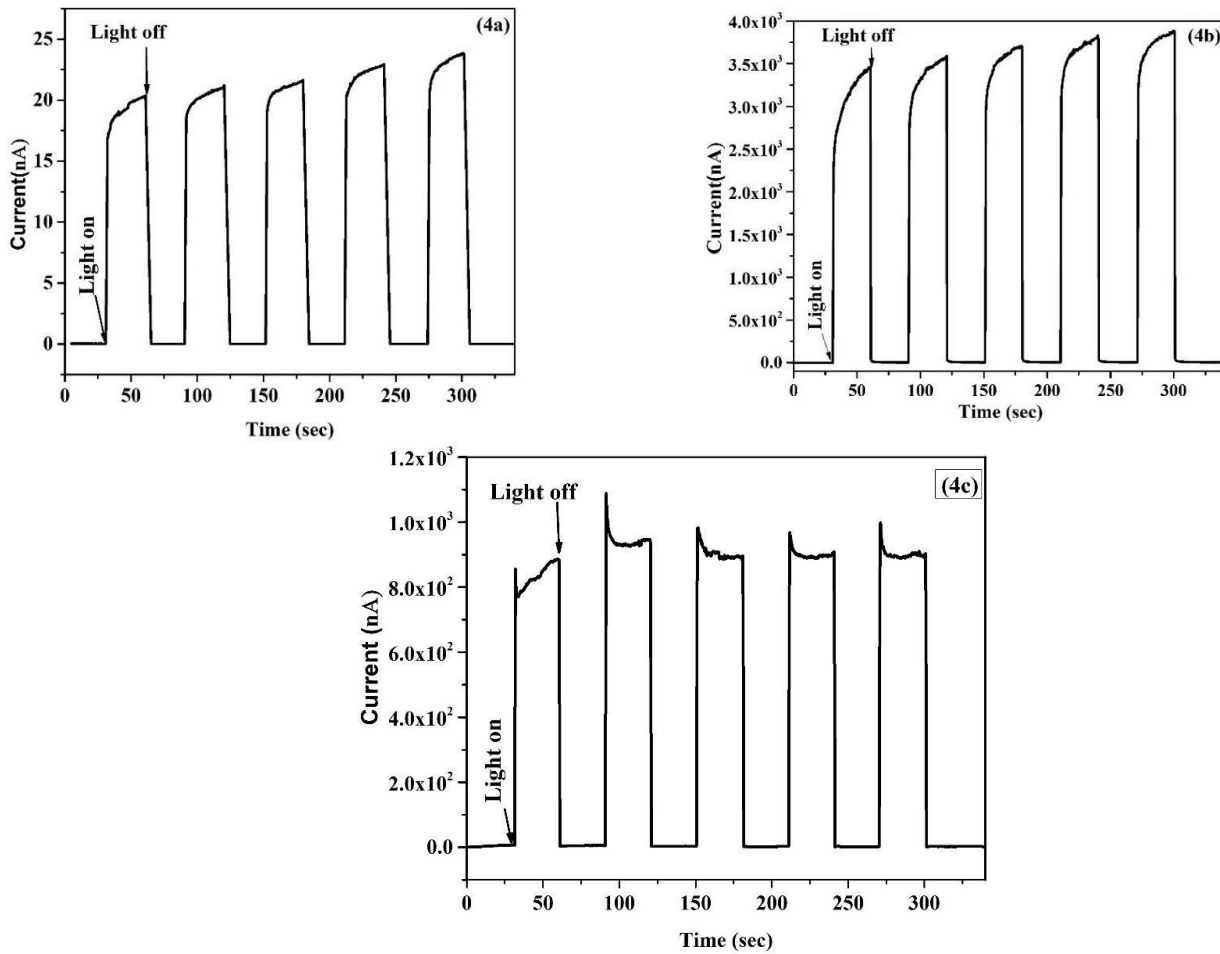 (4a)
Light off
25
20
15
10
5
0
Current(nA)
Light on
0 50 100 150 200 250 300
Time (sec)
(4b)
Light off
4.0x10³
3.5x10³
3.0x10³
2.5x10³
2.0x10³
1.5x10³
1.0x10³
5.0x10²
0.0
Current(nA)
Light on
0 50 100 150 200 250 300
Time (sec)
(4c)
Light off
1.2x10³
1.0x10³
8.0x10²
6.0x10²
4.0x10²
2.0x10²
0.0
Current (nA)
Light on
0 50 100 150 200 250 300
Time (sec)